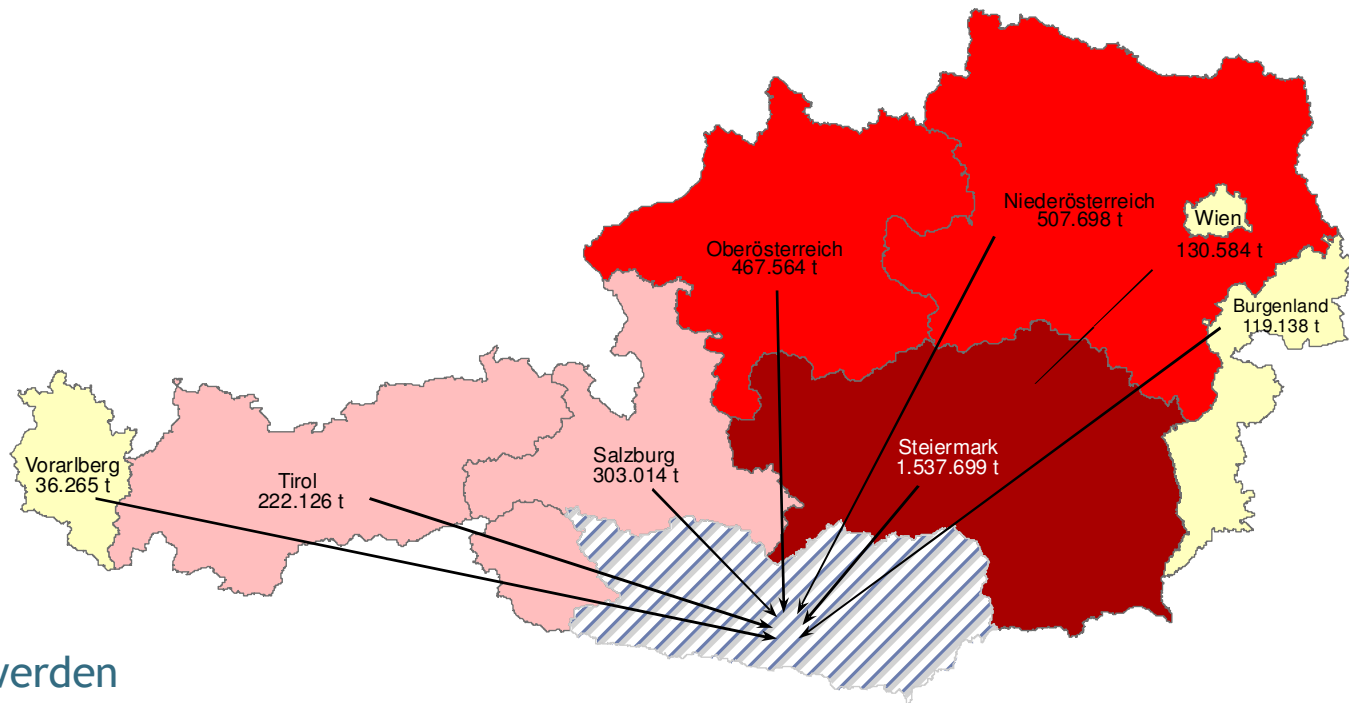 Niederösterreich
507.698 t
Wien
130.584 t
Oberösterreich
467.564 t
Burgenland
119.138 t
Steiermark
1.537.699 t
Salzburg
303.014 t
Vorarlberg
36.265 t
Tirol
222.126 t
verden